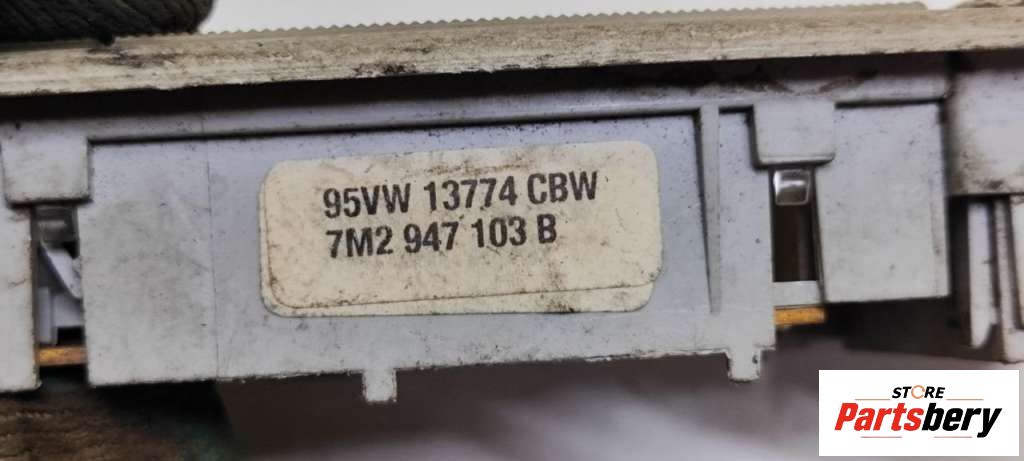 95VW 13774 CBW
7M2 947 103 B
STORE
Partsbery